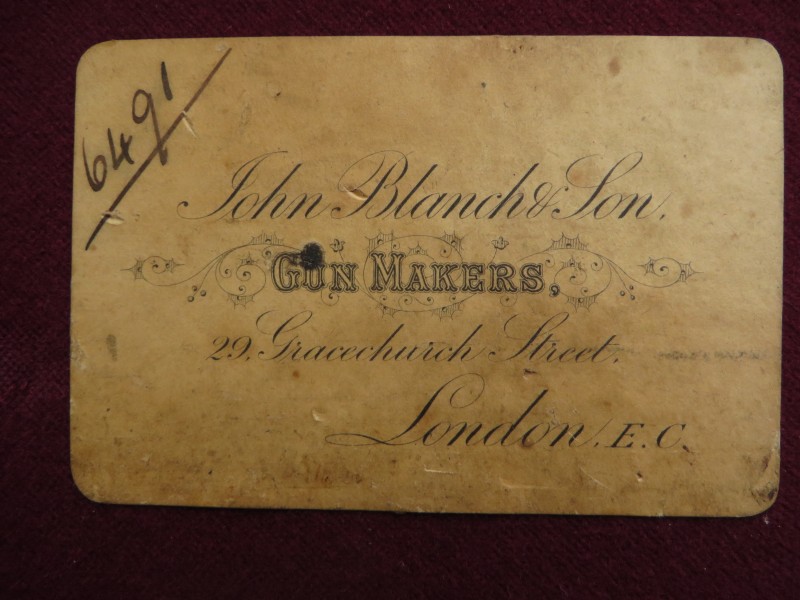 6491
John Blanch & Son.
GUN MAKERS,
29, Gracechurch Street,
London, E.C.